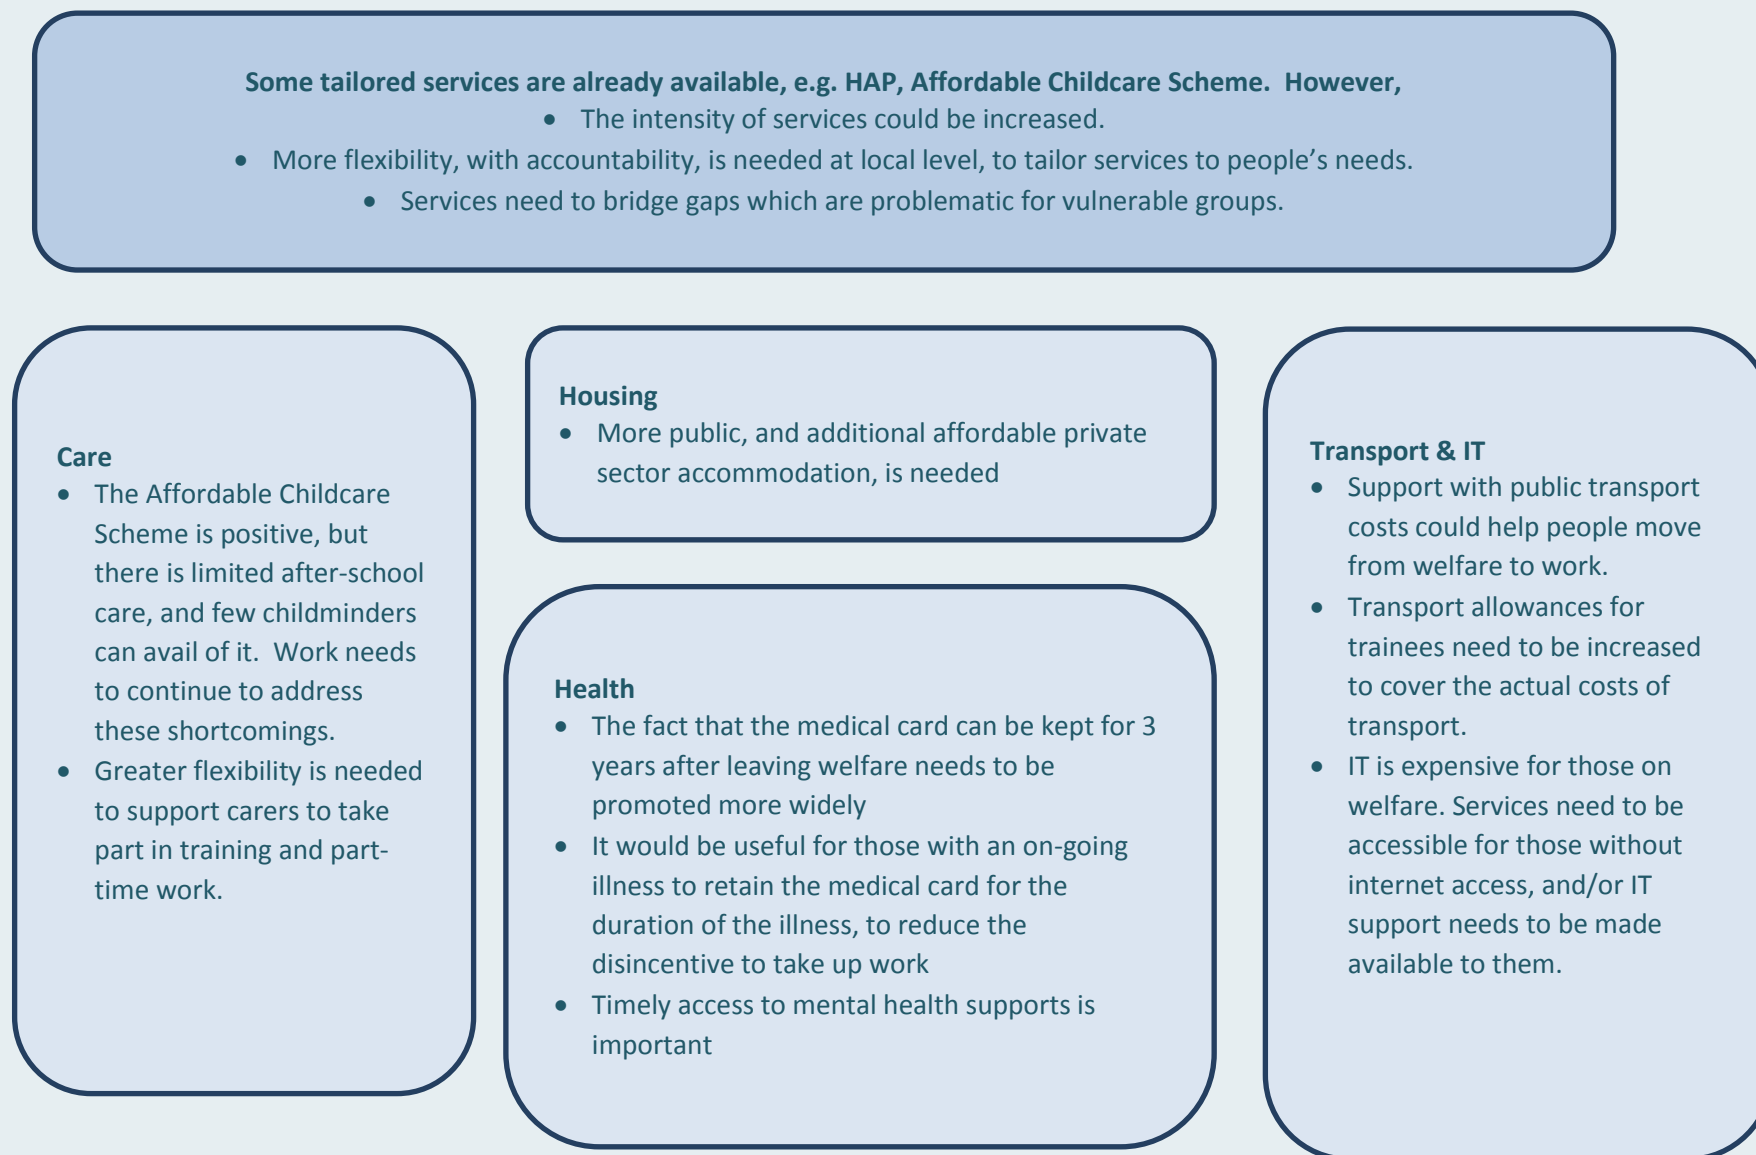 Some tailored services are already available, e.g. HAP, Affordable Childcare Scheme.  However,
• The intensity of services could be increased.
• More flexibility, with accountability, is needed at local level, to tailor services to people’s needs.
• Services need to bridge gaps which are problematic for vulnerable groups.
Care
• The Affordable Childcare
Scheme is positive, but
there is limited after-school
care, and few childminders
can avail of it.  Work needs
to continue to address
these shortcomings.
• Greater flexibility is needed
to support carers to take
part in training and part-
time work.
Housing
• More public, and additional affordable private
sector accommodation, is needed
Health
• The fact that the medical card can be kept for 3
years after leaving welfare needs to be
promoted more widely
• It would be useful for those with an on-going
illness to retain the medical card for the
duration of the illness, to reduce the
disincentive to take up work
• Timely access to mental health supports is
important
Transport & IT
• Support with public transport
costs could help people move
from welfare to work.
• Transport allowances for
trainees need to be increased
to cover the actual costs of
transport.
• IT is expensive for those on
welfare. Services need to be
accessible for those without
internet access, and/or IT
support needs to be made
available to them.